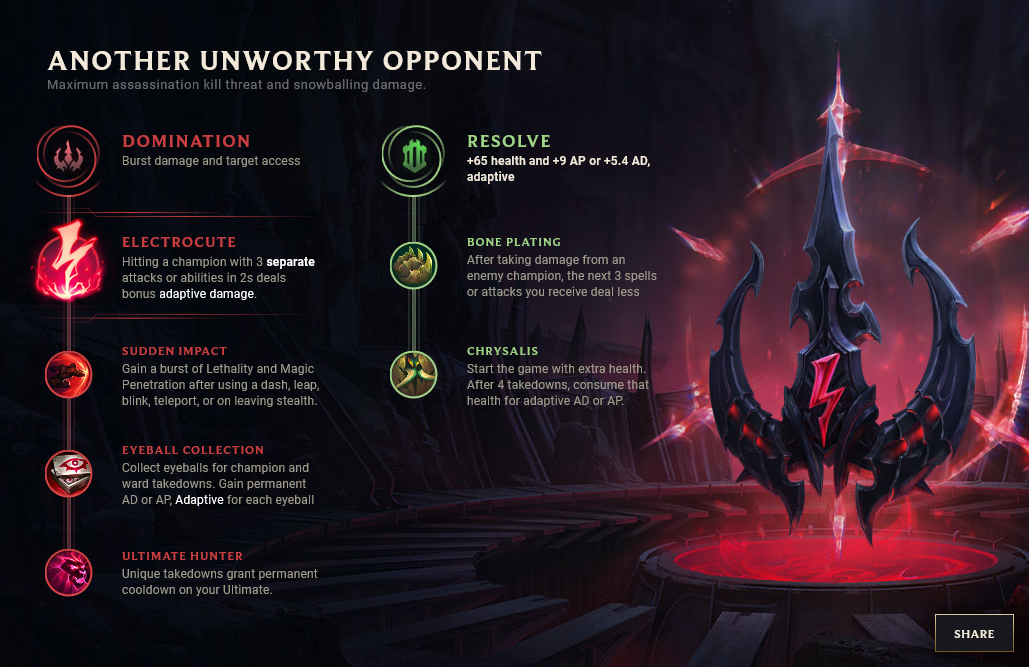 ANOTHER UNWORTHY OPPONENT
Maximum assassination kill threat and snowballing damage.
DOMINATION
Burst damage and target access
ELECTROCUTE
Hitting a champion with 3 separate
attacks or abilities in 2s deals
bonus adaptive damage.
SUDDEN IMPACT
Gain a burst of Lethality and Magic
Penetration after using a dash, leap,
blink, teleport, or on leaving stealth.
EYEBALL COLLECTION
Collect eyeballs for champion and
ward takedowns. Gain permanent
AD or AP, Adaptive for each eyeball
ULTIMATE HUNTER
Unique takedowns grant permanent
cooldown on your Ultimate.
RESOLVE
+65 health and +9 AP or +5.4 AD,
adaptive
BONE PLATING
After taking damage from an
enemy champion, the next 3 spells
or attacks you receive deal less
CHRYSALIS
Start the game with extra health.
After 4 takedowns, consume that
health for adaptive AD or AP.
SHARE